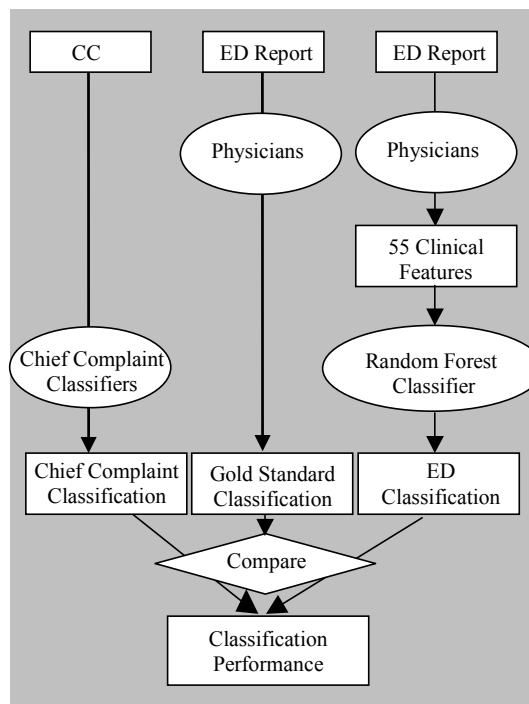 CC
ED Report
ED Report
Physicians
Physicians
55 Clinical
Features
Chief Complaint
Classifiers
Random Forest
Classifier
Chief Complaint
Classification
Gold Standard
Classification
ED
Classification
Compare
Classification
Performance